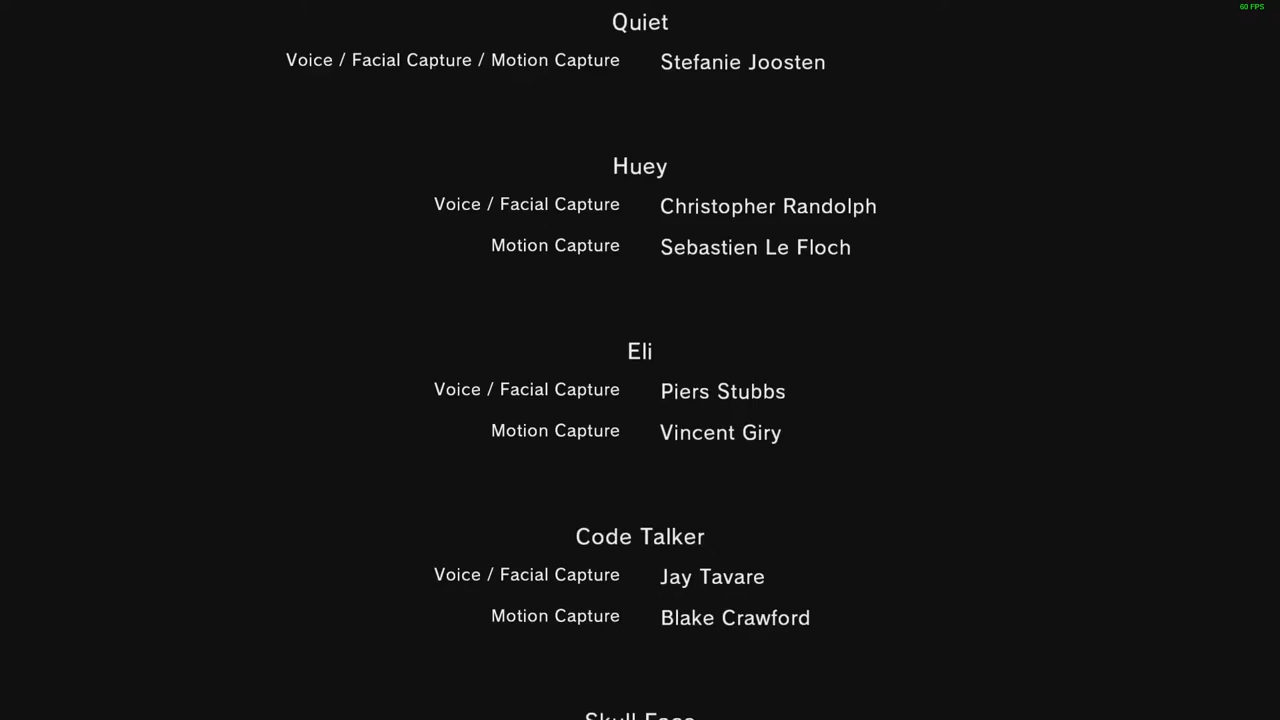 60 FPS
Quiet
Voice / Facial Capture / Motion Capture Stefanie Joosten
Huey
Voice / Facial Capture Christopher Randolph
Motion Capture Sebastien Le Floch
Eli
Voice / Facial Capture Piers Stubbs
Motion Capture Vincent Giry
Code Talker
Voice / Facial Capture Jay Tavare
Motion Capture Blake Crawford
Skull Face